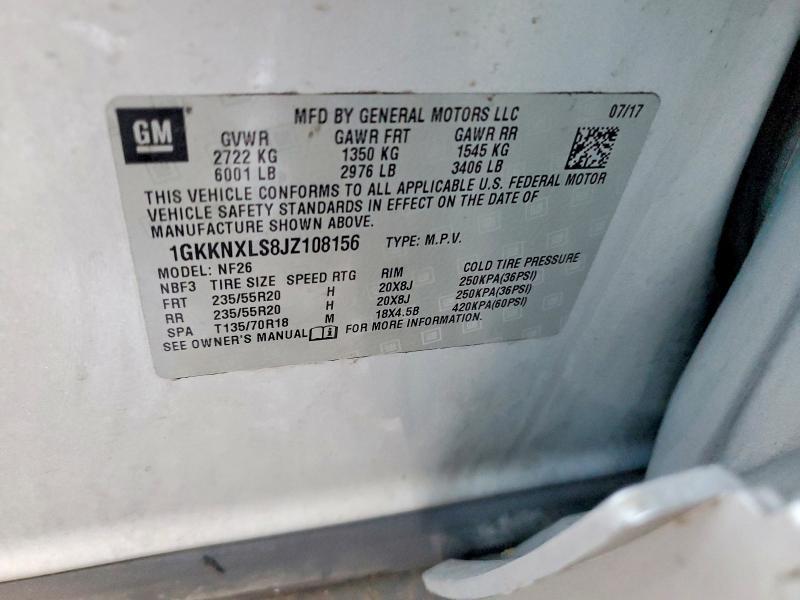 GM
MFD BY GENERAL MOTORS LLC 07/17
GVWR GAWR FRT GAWR RR
2722 KG 1350 KG 1545 KG
6001 LB 2976 LB 3406 LB
THIS VEHICLE CONFORMS TO ALL APPLICABLE U.S. FEDERAL MOTOR
VEHICLE SAFETY STANDARDS IN EFFECT ON THE DATE OF
MANUFACTURE SHOWN ABOVE.
1GKKNXLS8JZ108156 TYPE: M.P.V.
MODEL: NF26
NBF3 TIRE SIZE SPEED RTG RIM COLD TIRE PRESSURE
FRT 235/55R20 H 20X8J 250KPA(36PSI)
RR 235/55R20 H 20X8J 250KPA(36PSI)
SPA T135/70R18 M 18X4.5B 420KPA(60PSI)
SEE OWNER'S MANUAL FOR MORE INFORMATION.